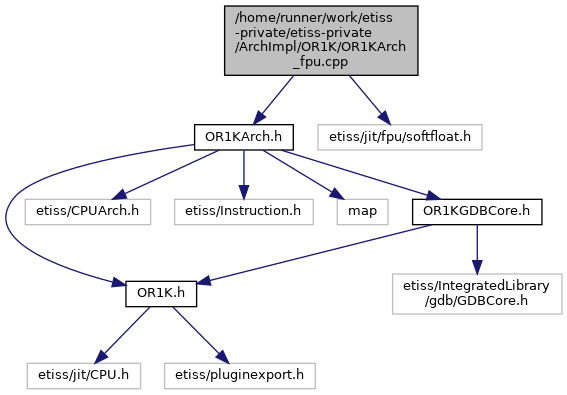 /home/runner/work/etiss
-private/etiss-private
/ArchImpl/OR1K/OR1KArch
_fpu.cpp
OR1KArch.h
etiss/jit/fpu/softfloat.h
etiss/CPUArch.h
etiss/Instruction.h
map
OR1KGDBCore.h
OR1K.h
etiss/IntegratedLibrary
/gdb/GDBCore.h
etiss/jit/CPU.h
etiss/pluginexport.h